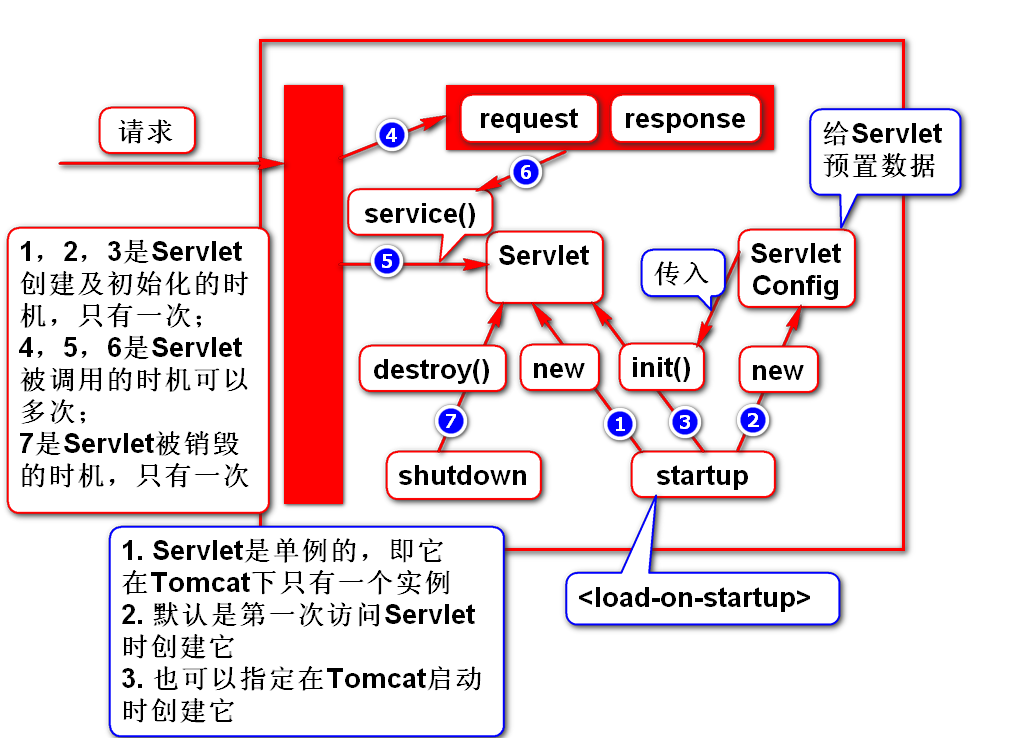 请求
request
response
给Servlet
预置数据
4
6
service()
5
Servlet
传入
Servlet
Config
1，2，3是Servlet
创建及初始化的时
机，只有一次；
4，5，6是Servlet
被调用的时机可以
多次；
7是Servlet被销毁
的时机，只有一次
destroy()
new
init()
new
7
1
3
2
shutdown
startup
1. Servlet是单例的，即它
在Tomcat下只有一个实例
2. 默认是第一次访问Servlet
时创建它
3. 也可以指定在Tomcat启动
时创建它
<load-on-startup>